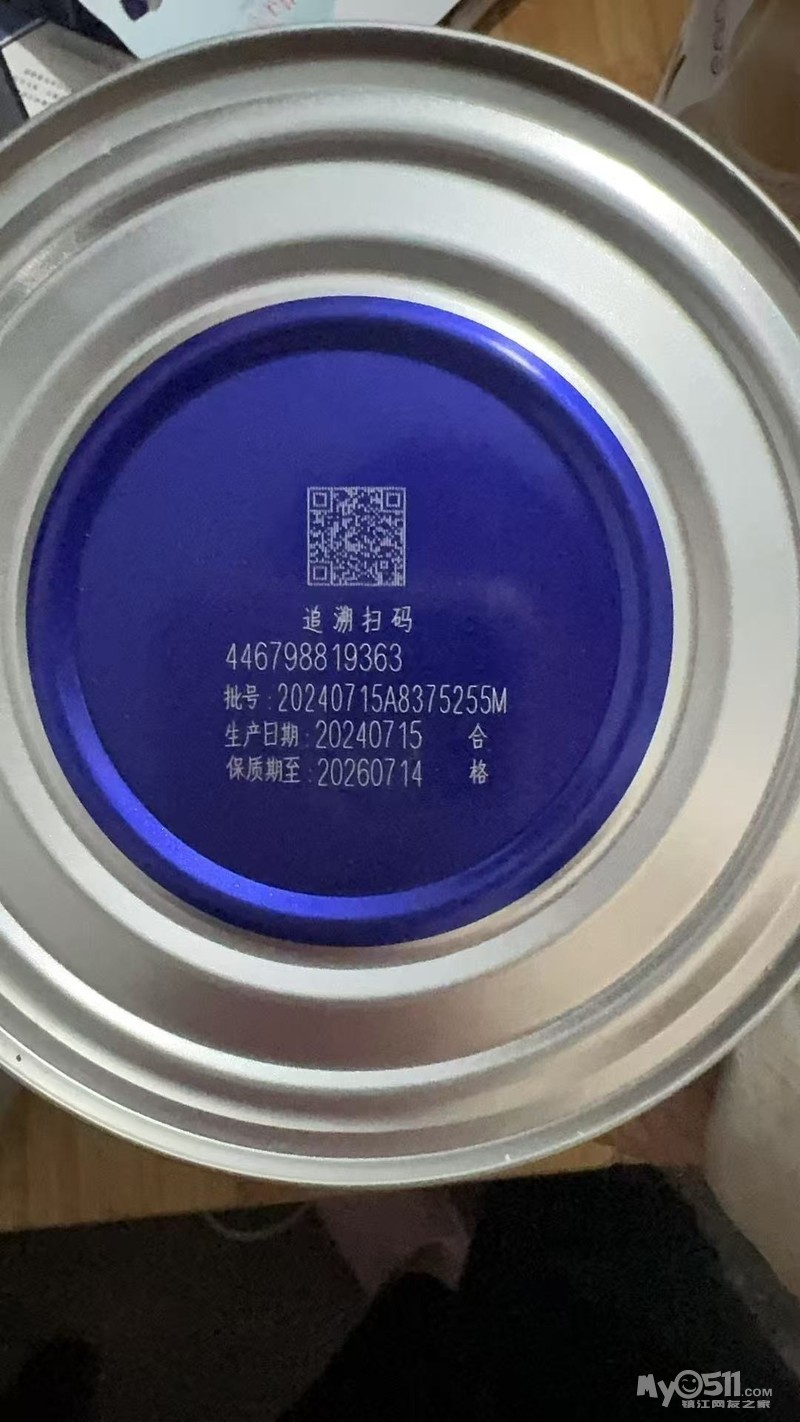 追溯扫码
446798819363
批号:20240715A8375255M
生产日期:20240715 合
保质期至:20260714 格
My0511.COM
镇江网友之家